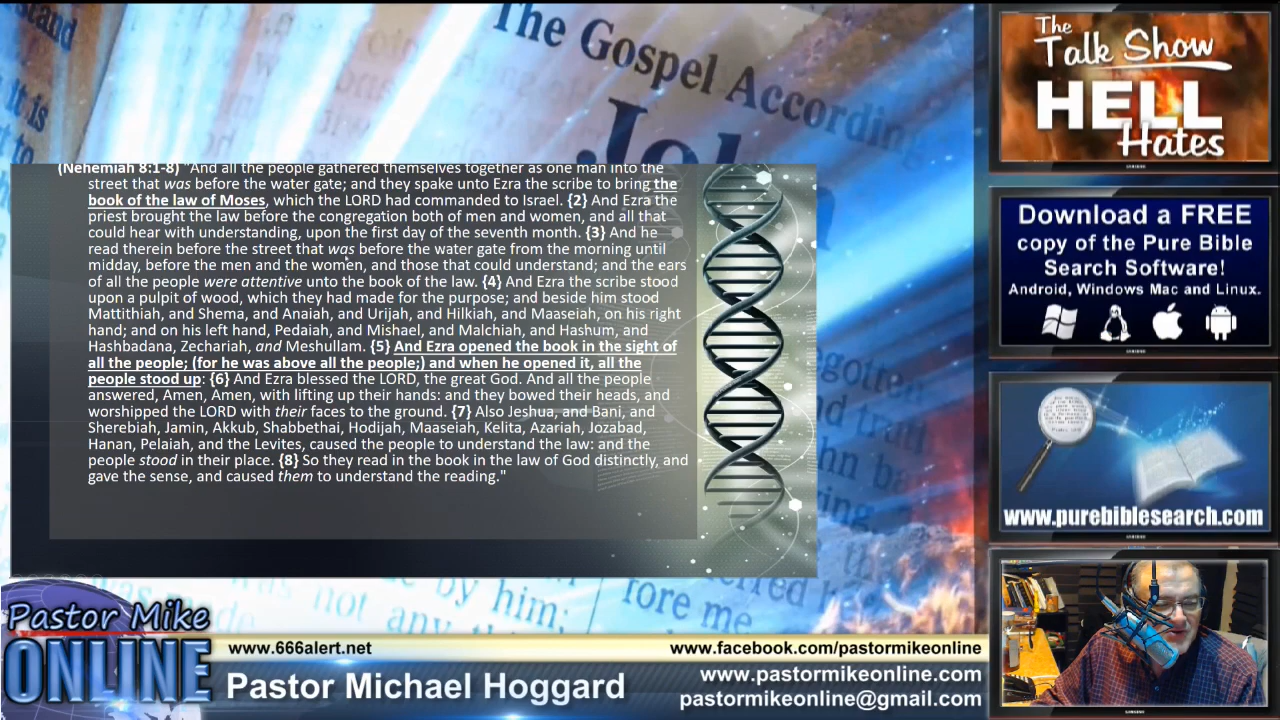 The Gospel According
John
(Nehemiah 8:1-8) "And all the people gathered themselves together as one man into the
street that was before the water gate; and they spake unto Ezra the scribe to bring the
book of the law of Moses, which the LORD had commanded to Israel. {2} And Ezra the
priest brought the law before the congregation both of men and women, and all that
could hear with understanding, upon the first day of the seventh month. {3} And he
read therein before the street that was before the water gate from the morning until
midday, before the men and the women, and those that could understand; and the ears
of all the people were attentive unto the book of the law. {4} And Ezra the scribe stood
upon a pulpit of wood, which they had made for the purpose; and beside him stood
Mattithiah, and Shema, and Anaiah, and Urijah, and Hilkiah, and Maaseiah, on his right
hand; and on his left hand, Pedaiah, and Mishael, and Malchiah, and Hashum, and
Hashbadana, Zechariah, and Meshullam. {5} And Ezra opened the book in the sight of
all the people; (for he was above all the people;) and when he opened it, all the
people stood up: {6} And Ezra blessed the LORD, the great God. And all the people
answered, Amen, Amen, with lifting up their hands: and they bowed their heads, and
worshipped the LORD with their faces to the ground. {7} Also Jeshua, and Bani, and
Sherebiah, Jamin, Akkub, Shabbethai, Hodijah, Maaseiah, Kelita, Azariah, Jozabad,
Hanan, Pelaiah, and the Levites, caused the people to understand the law: and the
people stood in their place. {8} So they read in the book in the law of God distinctly, and
gave the sense, and caused them to understand the reading."
by him;
not any
fore me
The
Talk Show
HELL
Hates
Download a FREE
copy of the Pure Bible
Search Software!
Android, Windows Mac and Linux.
www.purebiblesearch.com
Pastor Mike
ONLINE
www.666alert.net
www.facebook.com/pastormikeonline
Pastor Michael Hoggard
www.pastormikeonline.com
pastormikeonline@gmail.com